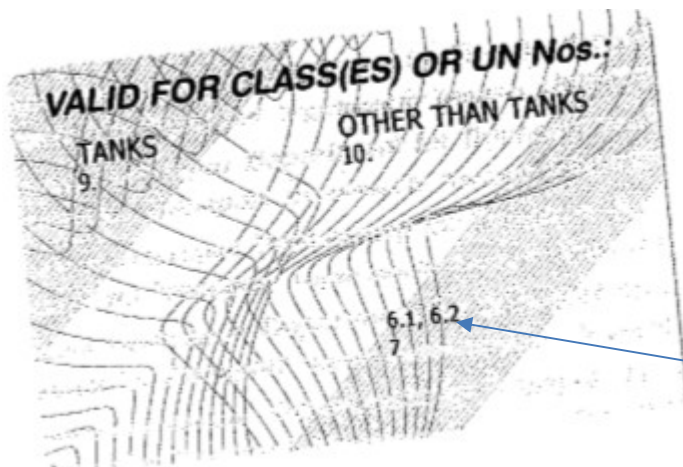 VALID FOR CLASS(ES) OR UN Nos.:
TANKS
9.
OTHER THAN TANKS
10.
6.1, 6.2
7